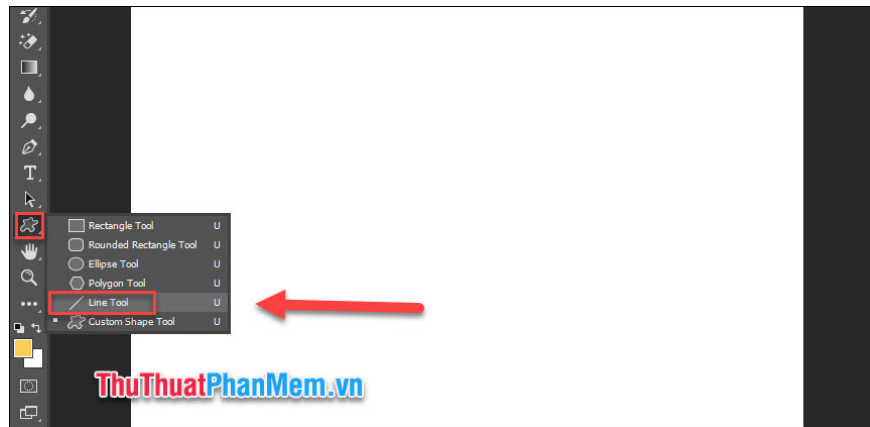 Rectangle Tool U
Rounded Rectangle Tool U
Ellipse Tool U
Polygon Tool U
Line Tool U
Custom Shape Tool U
ThuThuatPhanMem.vn